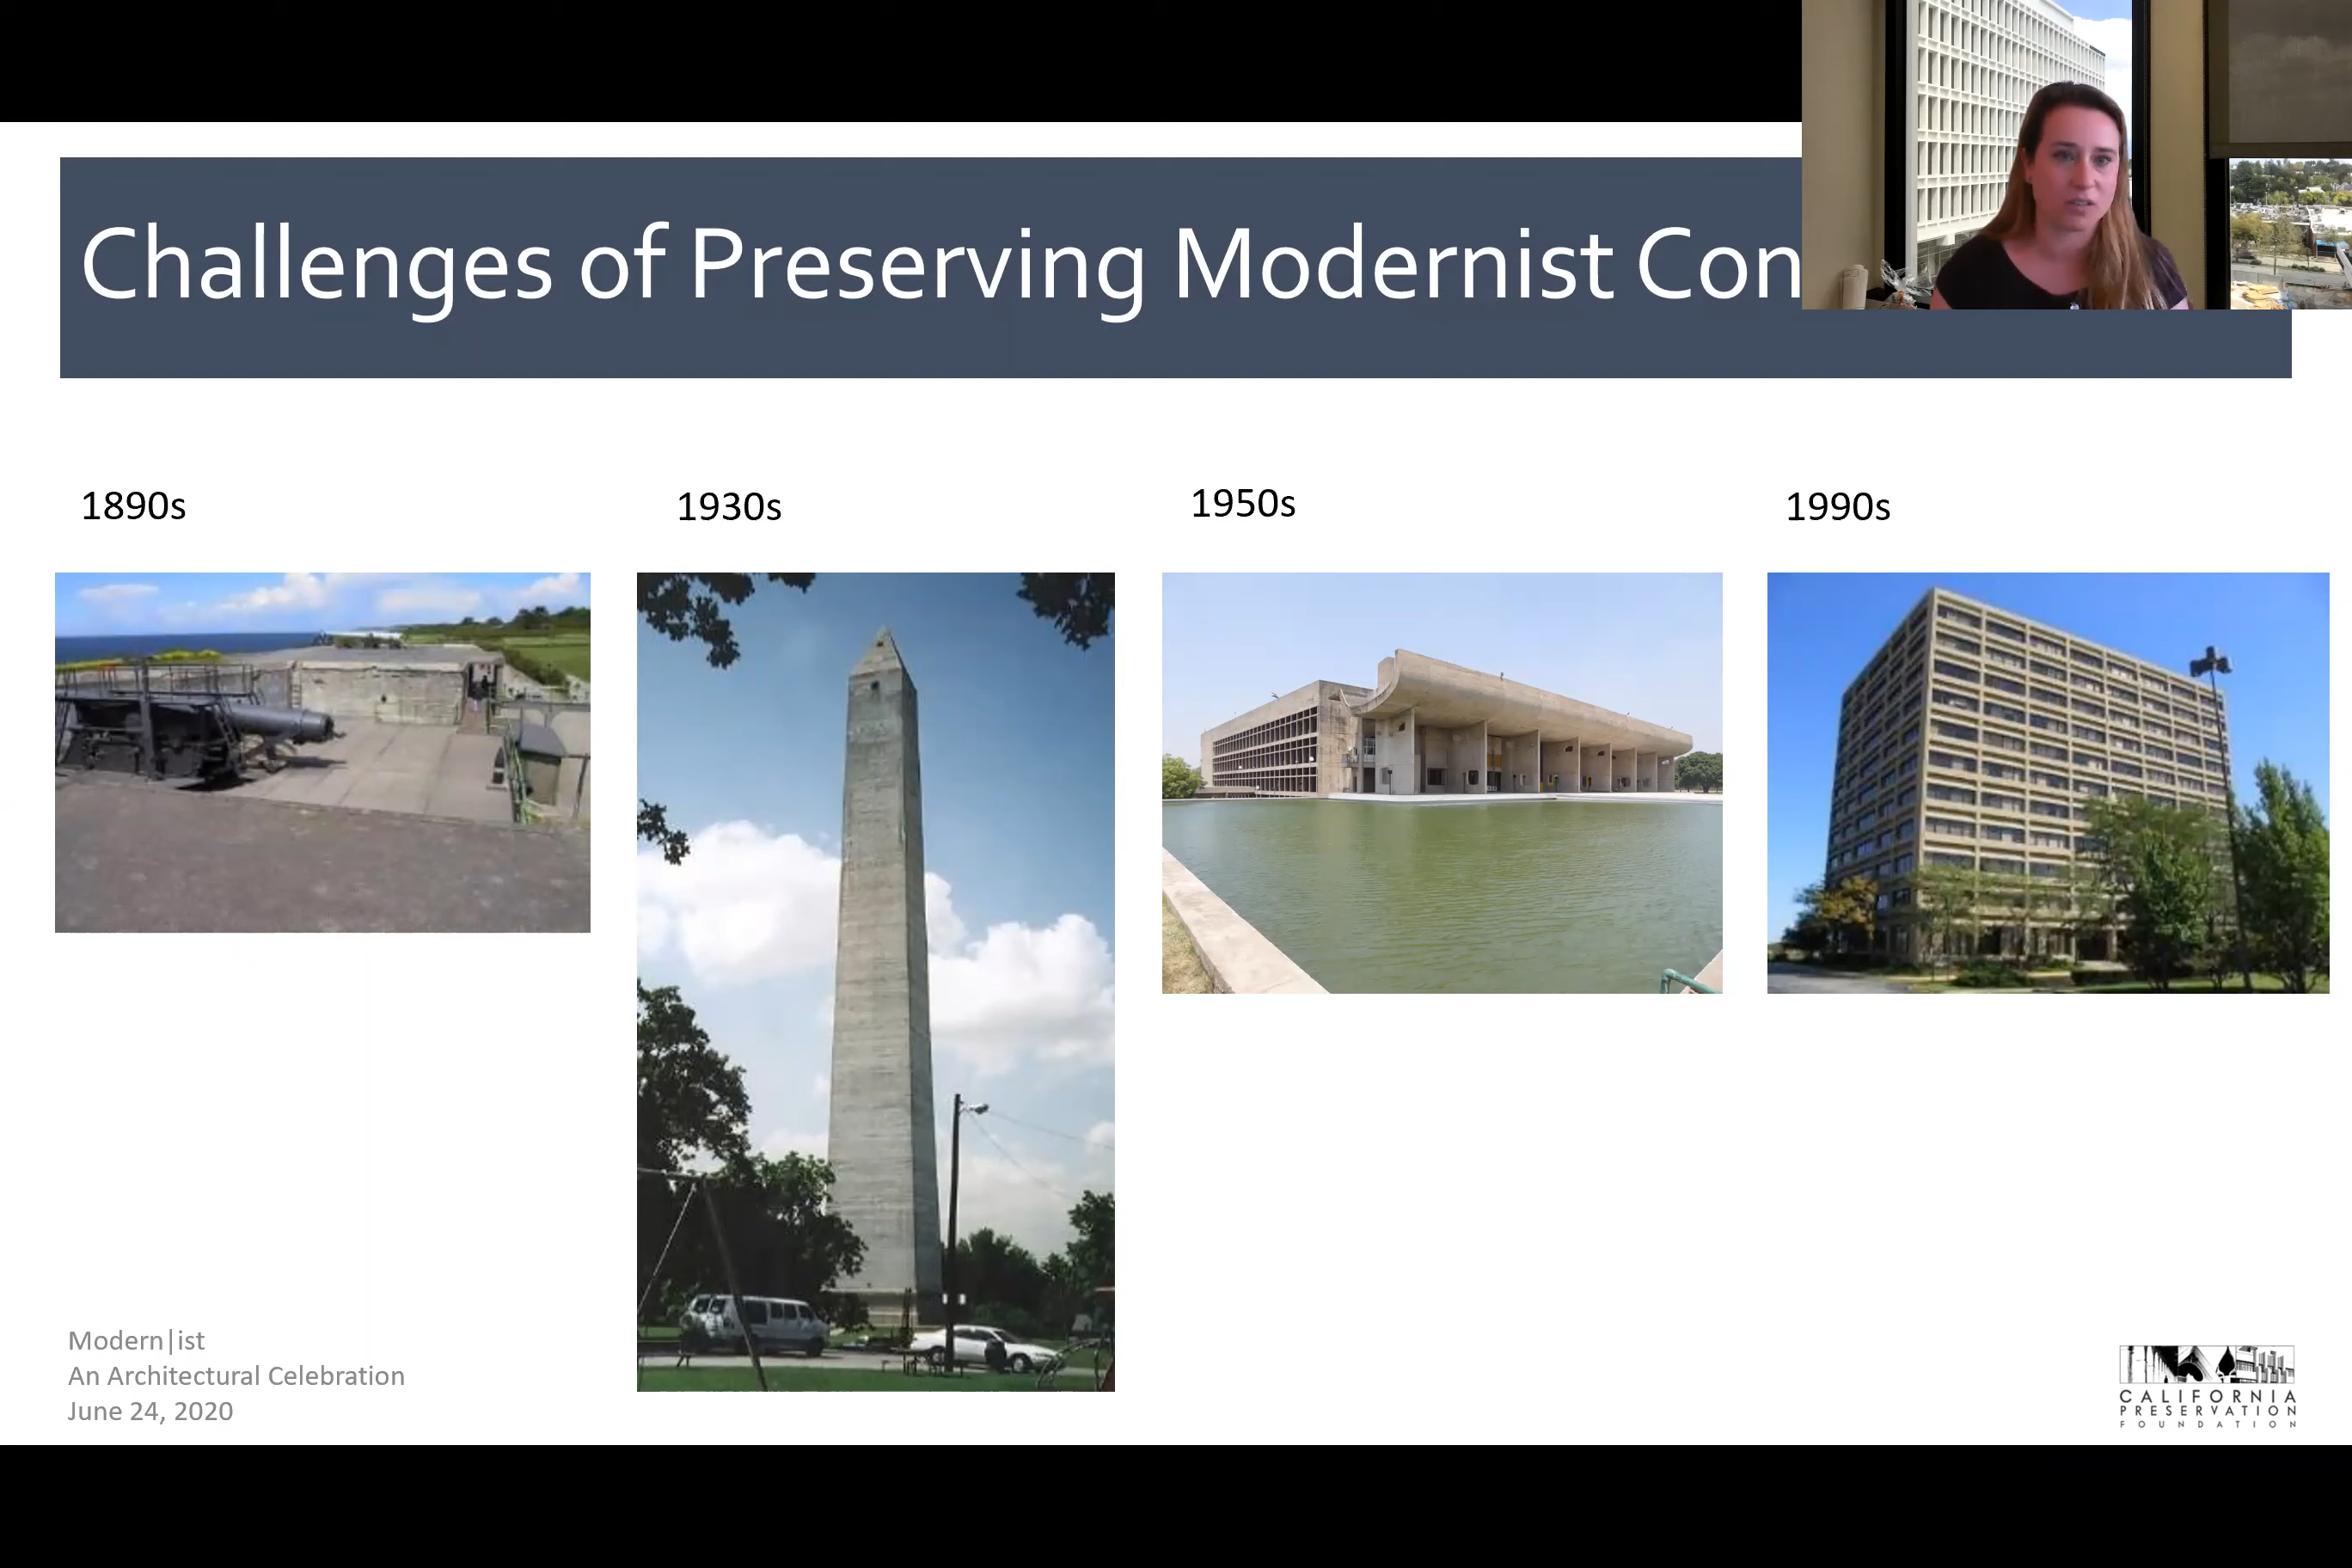 Challenges of Preserving Modernist Con
1890s
1930s
1950s
1990s
Modern|ist
An Architectural Celebration
June 24, 2020
CALIFORNIA
PRESERVATION
FOUNDATION